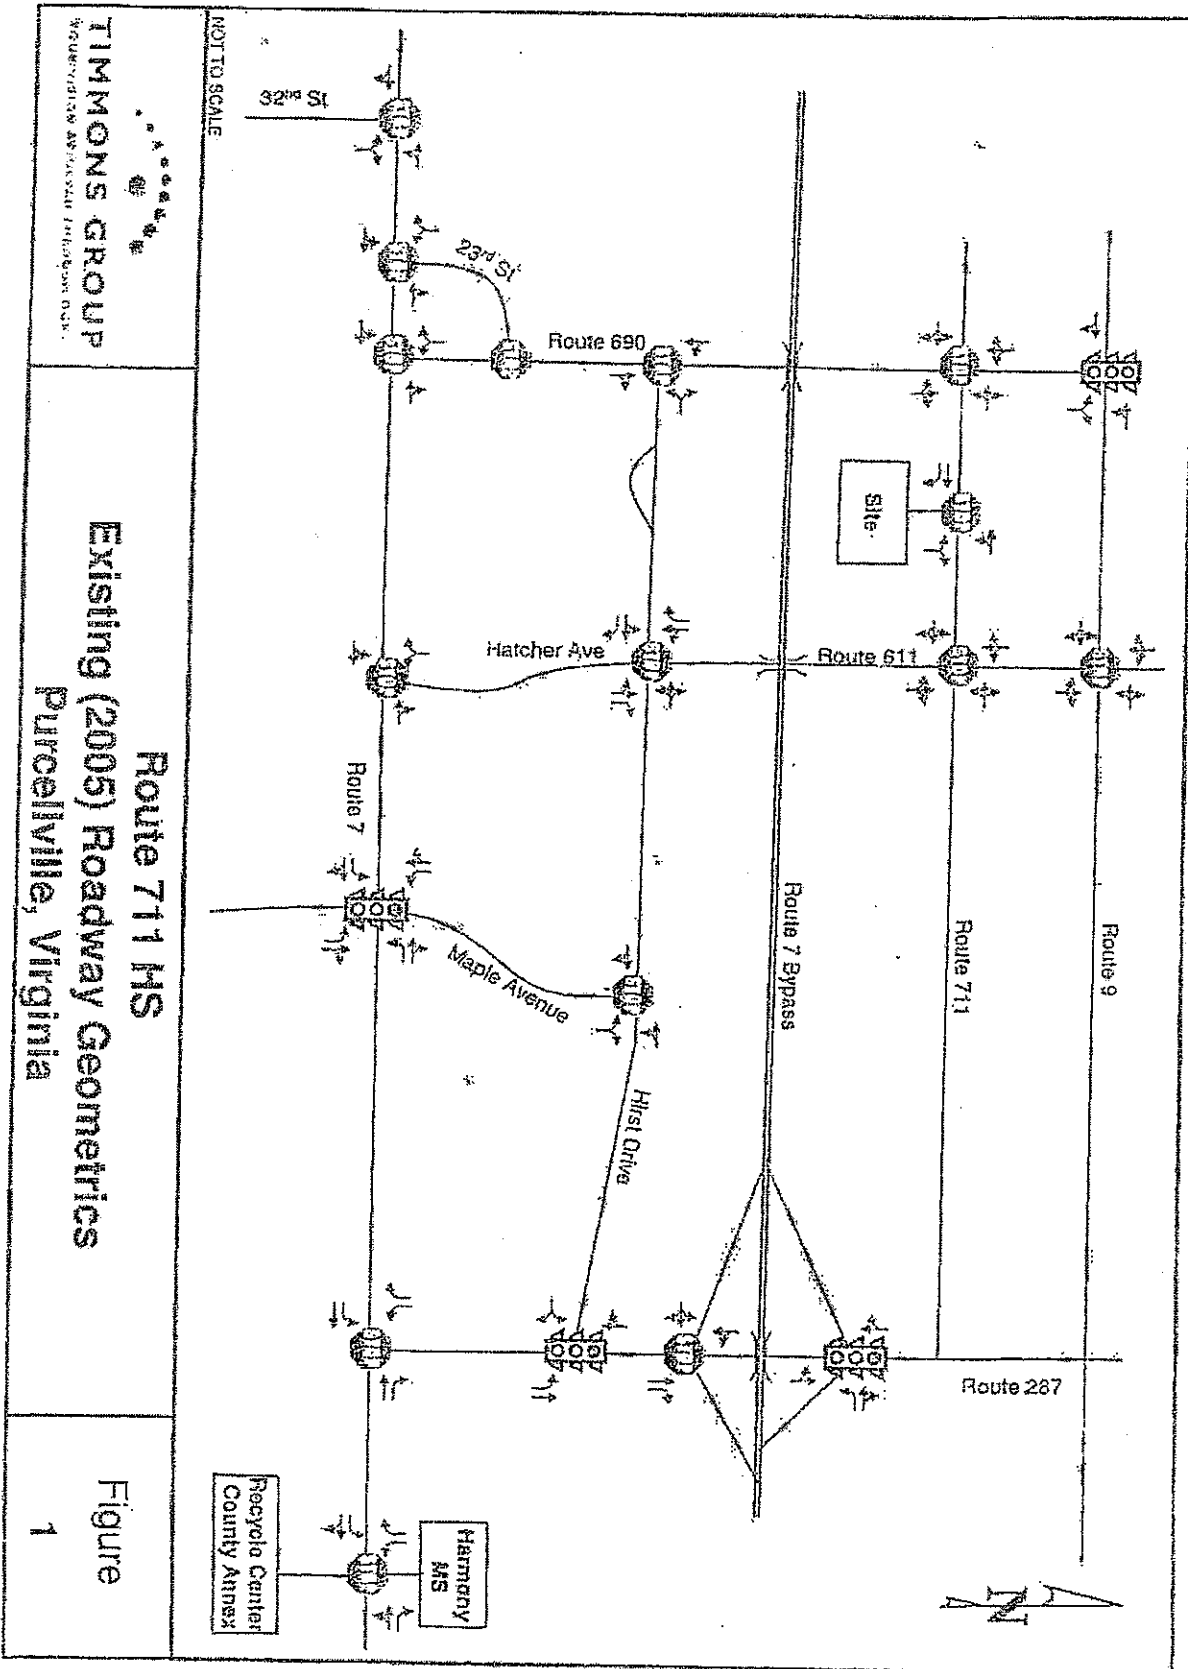 Route 9
Route 711
Route 7 Bypass
Route 690
Route 611
Route 287
Site
23rd St
32nd St
Hatcher Ave
Maple Avenue
Hirst Drive
Route 7
Harmony
MS
Recycle Center
County Annex
N
NOT TO SCALE
TIMMONS GROUP
Route 711 HS
Existing (2005) Roadway Geometrics
Purcellville, Virginia
Figure
1